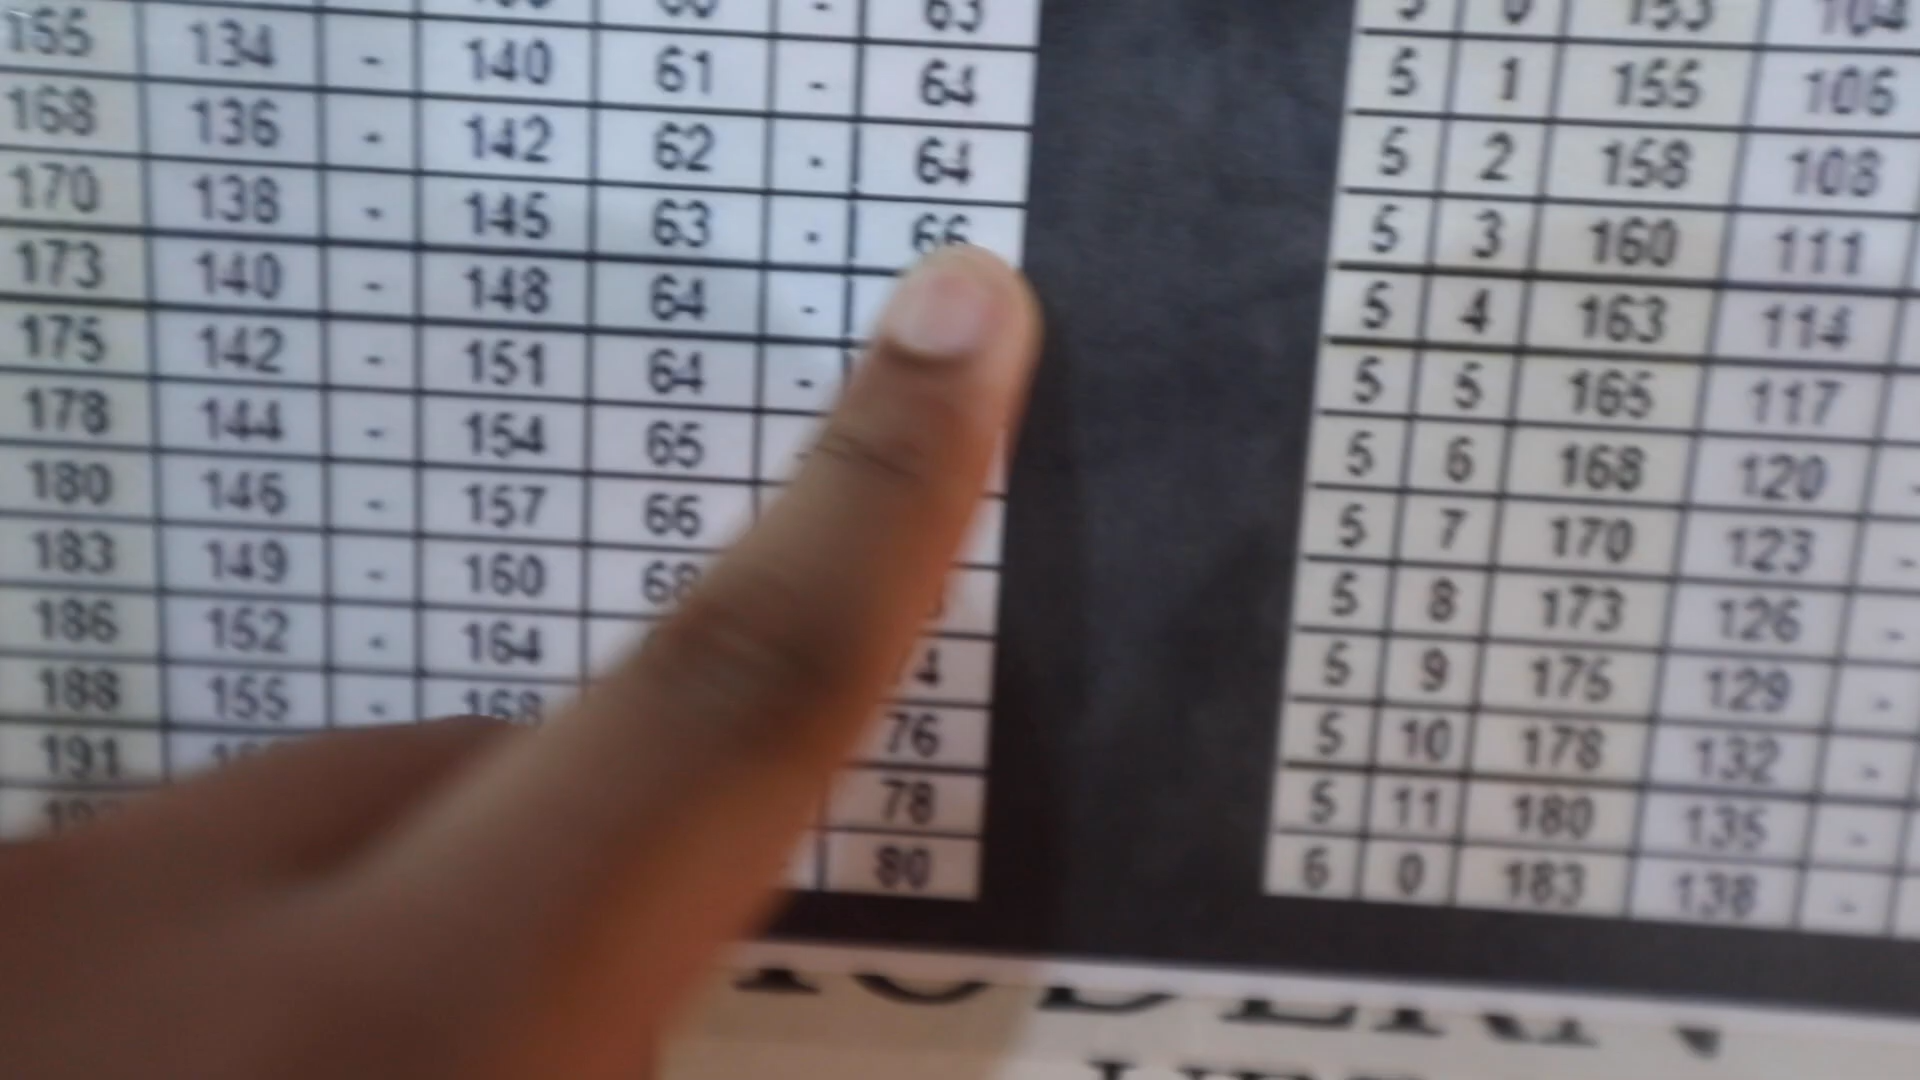 63
155 134 - 140 61 - 64
168 136 - 142 62 - 64
170 138 - 145 63 - 66
173 140 - 148 64 -
175 142 - 151 64 -
178 144 - 154 65
180 146 - 157 66
183 149 - 160 68
186 152 - 164
188 155 - 168
191 76
78
80
5 0 153 104
5 1 155 106
5 2 158 108
5 3 160 111
5 4 163 114
5 5 165 117
5 6 168 120 -
5 7 170 123 -
5 8 173 126 -
5 9 175 129 -
5 10 178 132 -
5 11 180 135 -
6 0 183 138 -